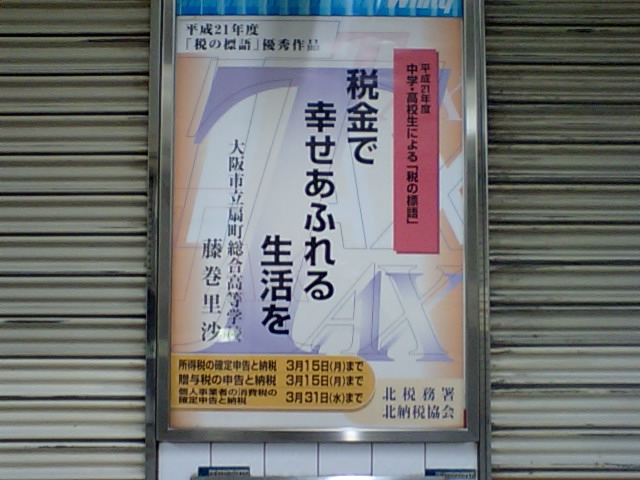 平成21年度
「税の標語」優秀作品
平成21年度
中学・高校生による「税の標語」
税金で
幸せあふれる
生活を
大阪市立扇町総合高等学校
藤巻里沙
TAX
TAX
所得税の確定申告と納税 3月15日(月)まで
贈与税の申告と納税 3月15日(月)まで
個人事業者の消費税の
確定申告と納税 3月31日(水)まで
北税務署
北納税協会